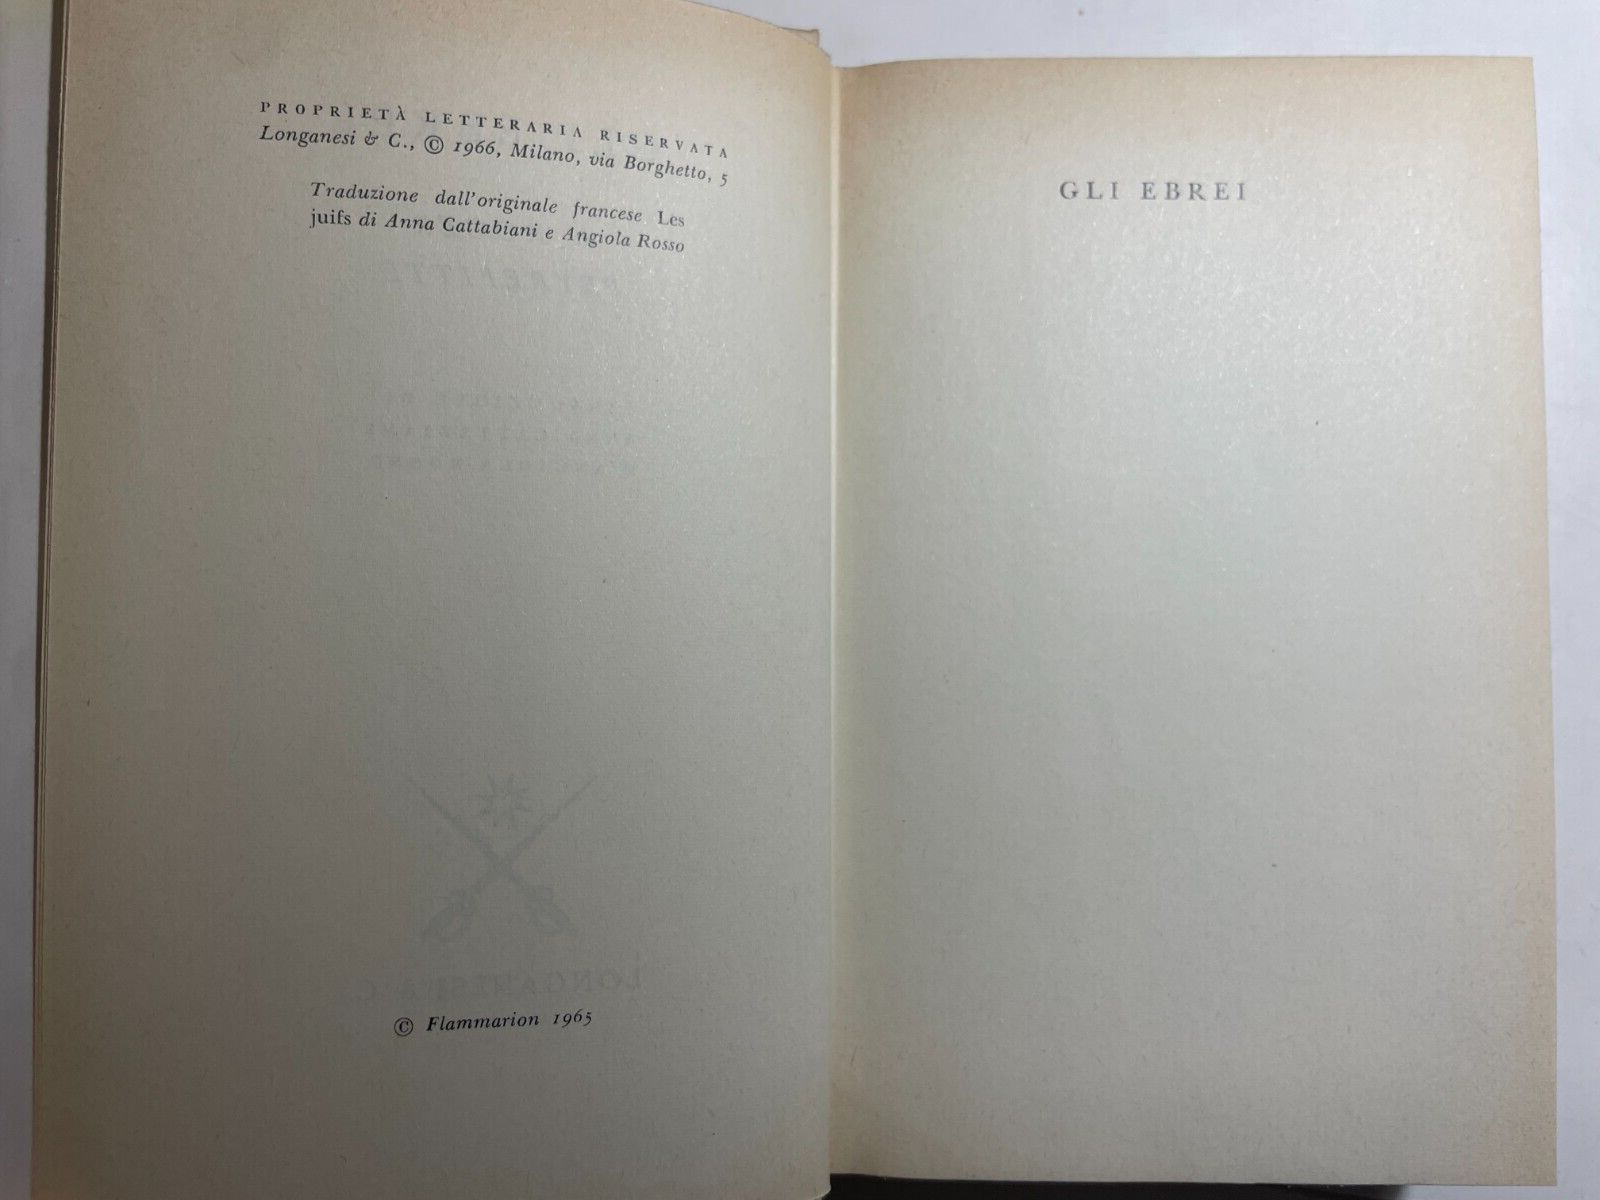 PROPRIETÀ LETTERARIA RISERVATA
Longanesi & C., © 1966, Milano, via Borghetto, 5
Traduzione dall'originale francese Les
juifs di Anna Cattabiani e Angiola Rosso
LONGANESI & C.
© Flammarion 1965
GLI EBREI